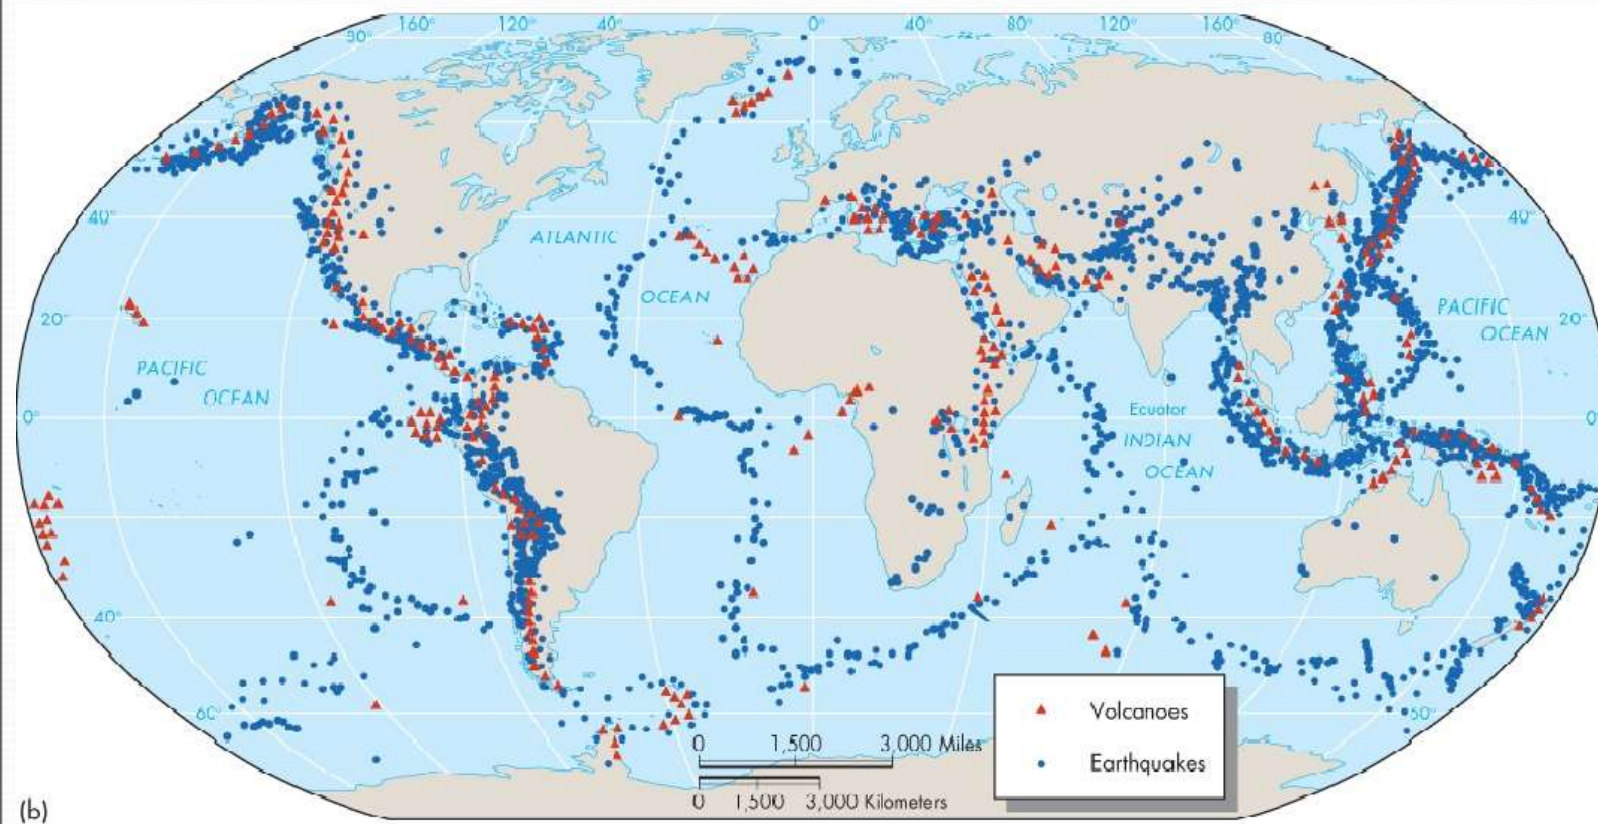 160° 120° 40° 0° 40° 80° 120° 160°
80° 80
40° 40°
ATLANTIC
OCEAN
20° PACIFIC 20°
OCEAN
PACIFIC
OCEAN
0° Ecuator 0
INDIAN
OCEAN
40°
60° 50°
Volcanoes
Earthquakes
0 1,500 3,000 Miles
0 1,500 3,000 Kilometers
(b)